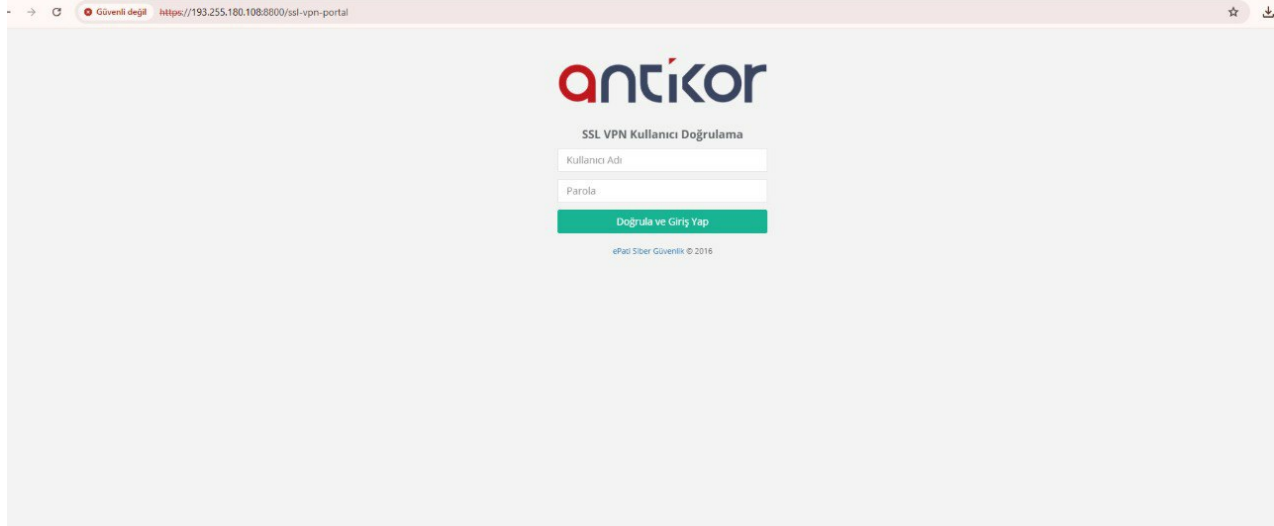 Güvenli değil https://193.255.180.108:8800/ssl-vpn-portal
antikor
SSL VPN Kullanıcı Doğrulama
Kullanıcı Adı
Parola
Doğrula ve Giriş Yap
ePati Siber Güvenlik © 2016